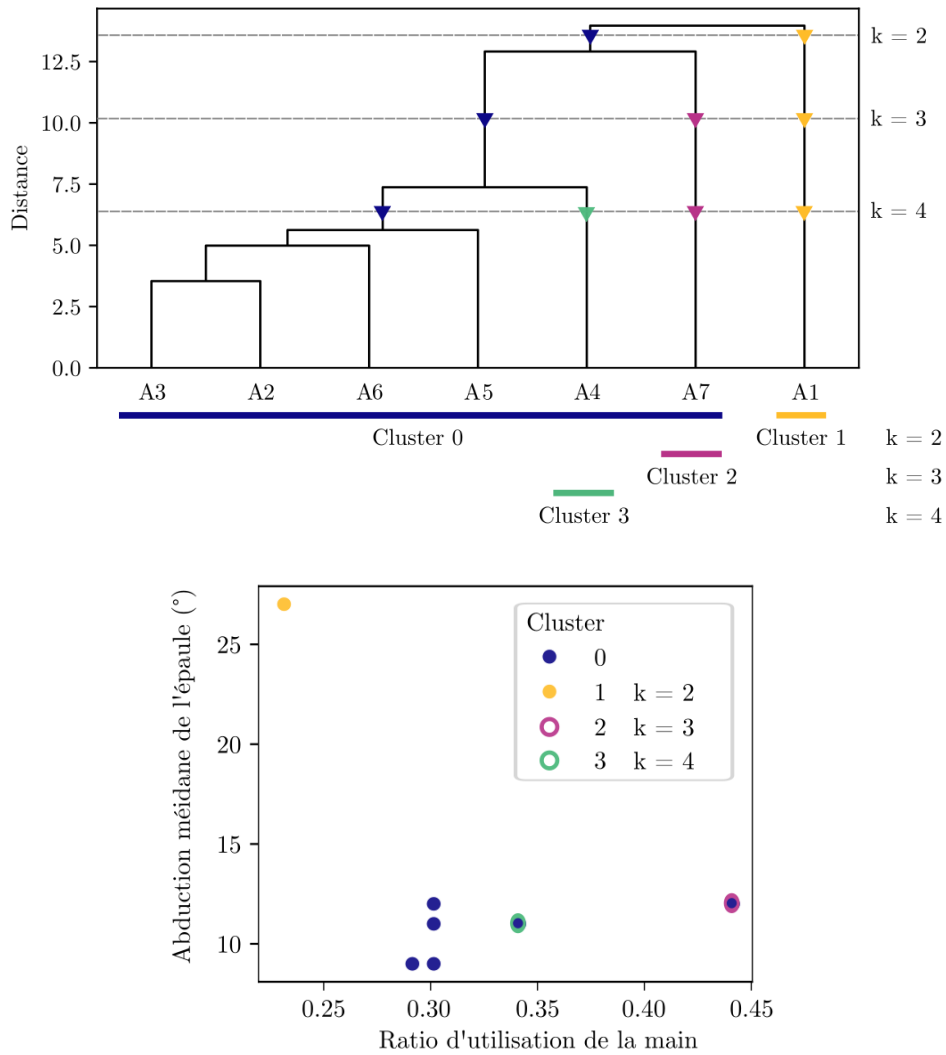 k = 2
12.5
k = 3
10.0
7.5
k = 4
5.0
2.5
0.0
Distance
A3 A2 A6 A5 A4 A7 A1
Cluster 0 Cluster 1 k = 2
Cluster 2 k = 3
Cluster 3 k = 4
Abduction méidane de l'épaule (°)
25
20
15
10
Cluster
0
1 k = 2
2 k = 3
3 k = 4
0.25 0.30 0.35 0.40 0.45
Ratio d'utilisation de la main